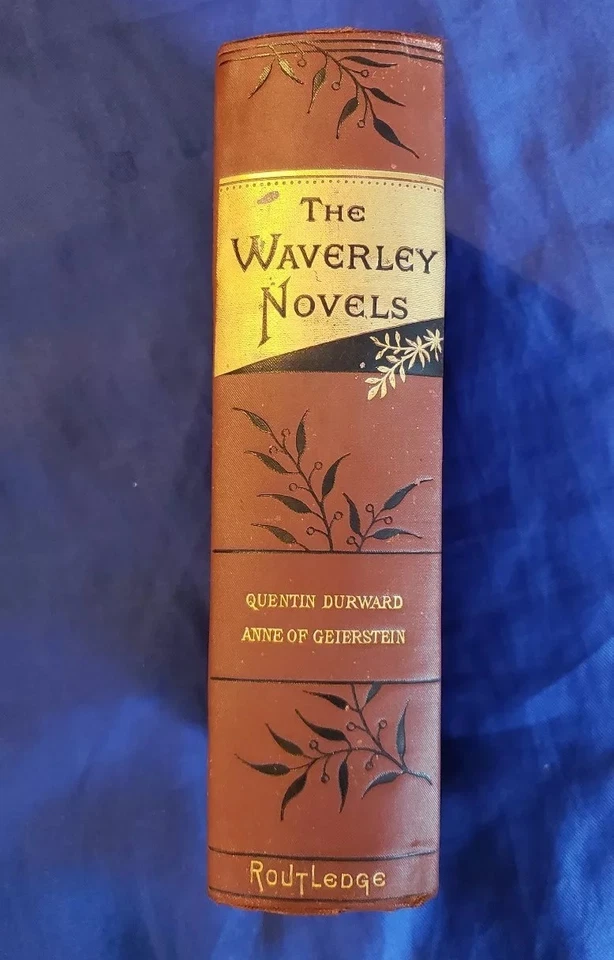 THE
WAVERLEY
NOVELS
QUENTIN DURWARD
ANNE OF GEIERSTEIN
ROUTLEDGE